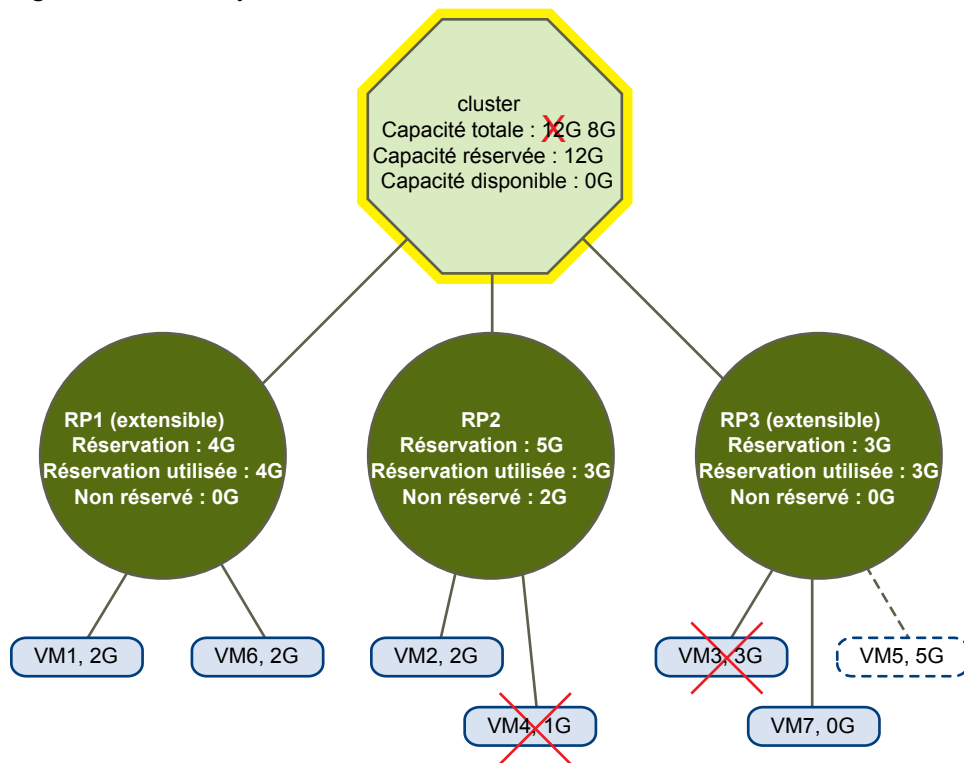 cluster
Capacité totale : 12G 8G
Capacité réservée : 12G
Capacité disponible : 0G
RP1 (extensible)
Réservation : 4G
Réservation utilisée : 4G
Non réservé : 0G
RP2
Réservation : 5G
Réservation utilisée : 3G
Non réservé : 2G
RP3 (extensible)
Réservation : 3G
Réservation utilisée : 3G
Non réservé : 0G
VM1, 2G
VM6, 2G
VM2, 2G
VM3, 3G
VM5, 5G
VM4, 1G
VM7, 0G